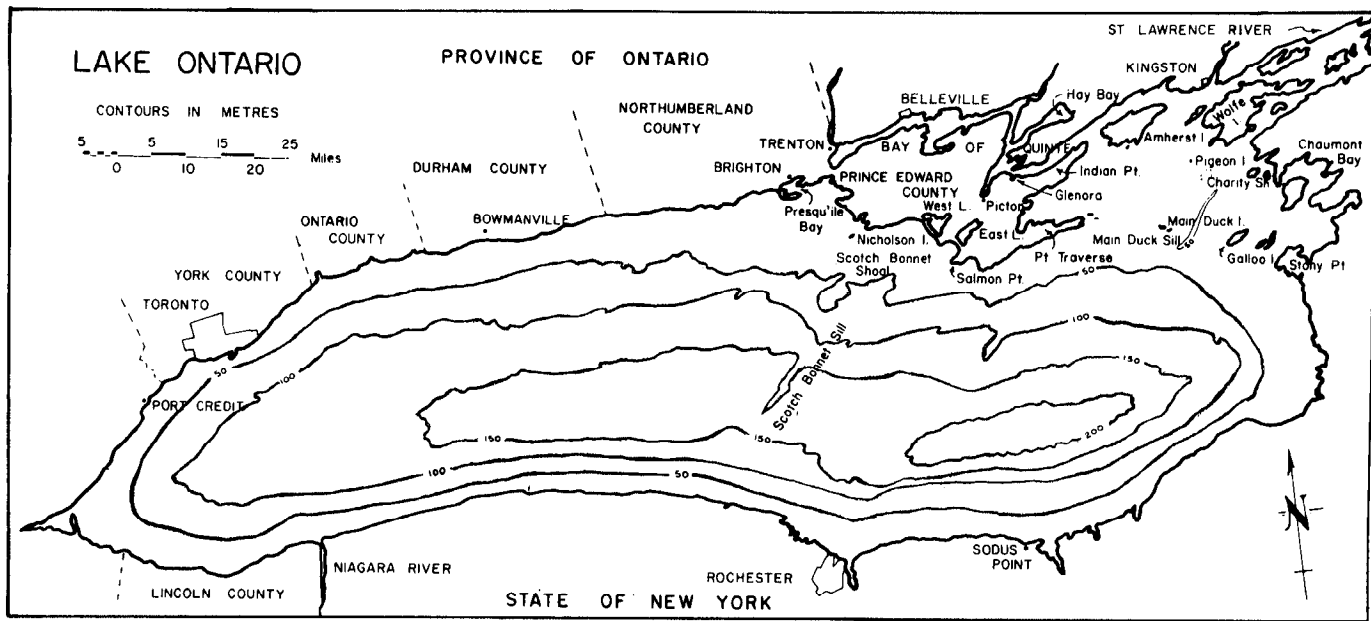 LAKE ONTARIO
PROVINCE OF ONTARIO
ST LAWRENCE RIVER
KINGSTON
CONTOURS IN METRES
5 5 15 25 Miles
0 10 20
NORTHUMBERLAND
COUNTY
BELLEVILLE
Hay Bay
Wolfe
I.
TRENTON
BAY OF QUINTE
Amherst I.
Chaumont
Bay
Pigeon I.
DURHAM COUNTY
BRIGHTON
PRINCE EDWARD
COUNTY
Indian Pt.
Charity Sh.
Glenora
West L.
Picton
Presqu'ile
Bay
ONTARIO
COUNTY
BOWMANVILLE
Nicholson I.
East L.
Main Duck I.
Main Duck Sill
Pt Traverse
Galloo I.
Stony Pt
Scotch Bonnet
Shoal
Salmon Pt.
YORK COUNTY
TORONTO
50
100
150
50
100
Scotch Bonnet Sill
PORT CREDIT
150
150
200
100
50
SODUS
POINT
N
NIAGARA RIVER
ROCHESTER
LINCOLN COUNTY
STATE OF NEW YORK